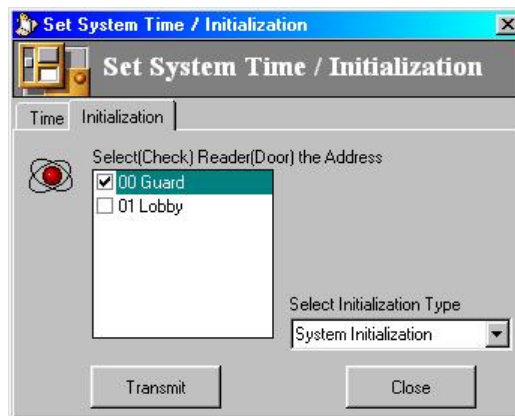 Set System Time / Initialization
Set System Time / Initialization
Time Initialization
Select(Check) Reader(Door) the Address
00 Guard
01 Lobby
Select Initialization Type
System Initialization
Transmit Close